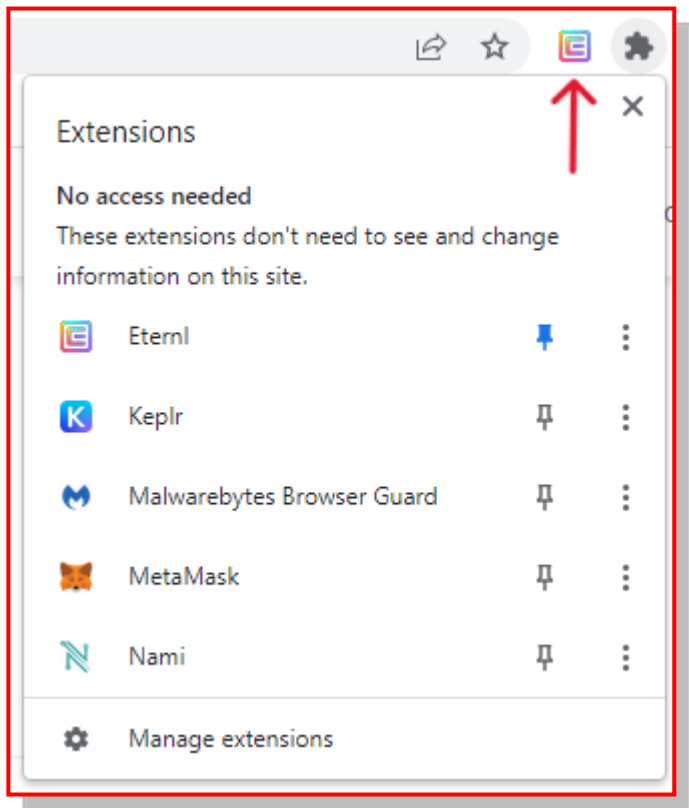 Extensions
No access needed
These extensions don't need to see and change
information on this site.
Eternl
Keplr
Malwarebytes Browser Guard
MetaMask
Nami
Manage extensions